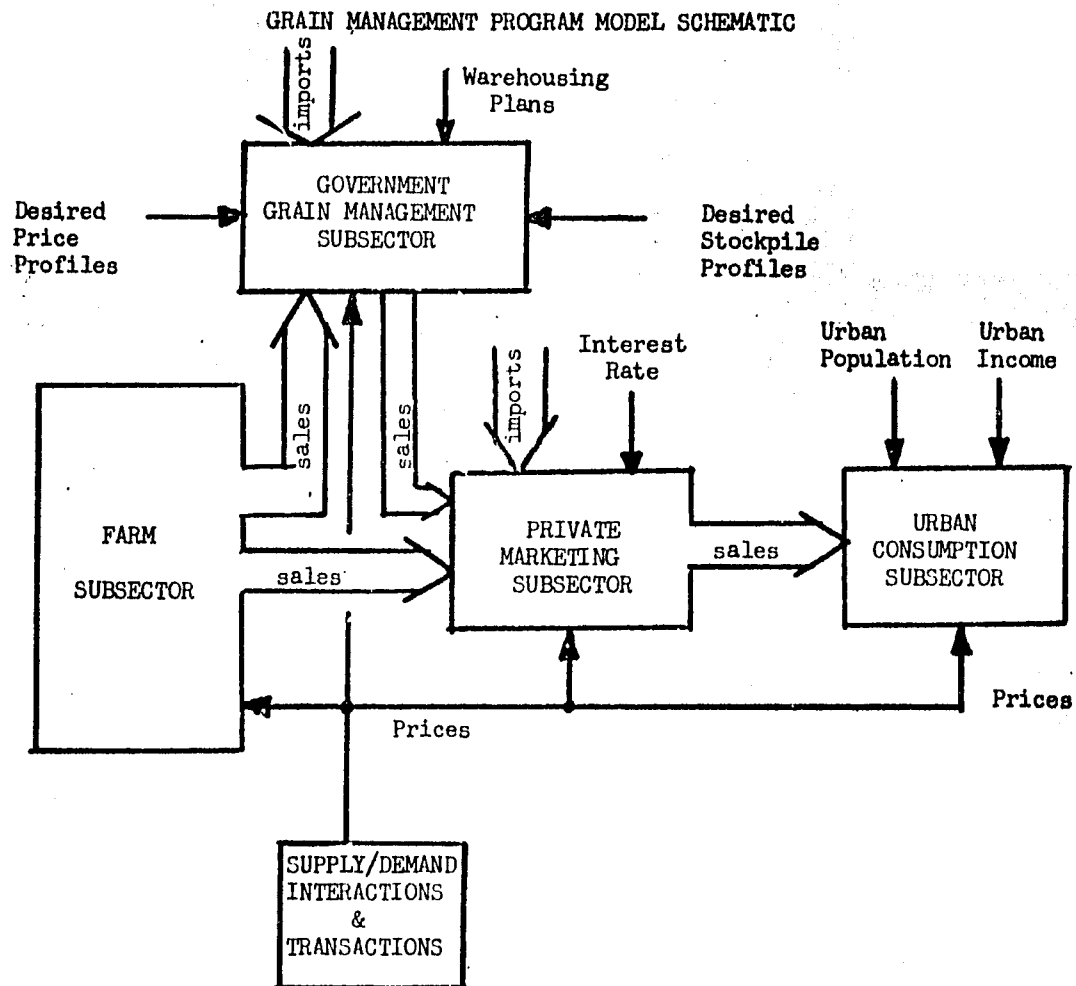 GRAIN MANAGEMENT PROGRAM MODEL SCHEMATIC
imports
Warehousing
Plans
GOVERNMENT
GRAIN MANAGEMENT
SUBSECTOR
Desired
Price
Profiles
Desired
Stockpile
Profiles
sales
sales
imports
Interest
Rate
Urban
Population
Urban
Income
FARM
SUBSECTOR
sales
PRIVATE
MARKETING
SUBSECTOR
sales
URBAN
CONSUMPTION
SUBSECTOR
Prices
Prices
SUPPLY/DEMAND
INTERACTIONS
&
TRANSACTIONS